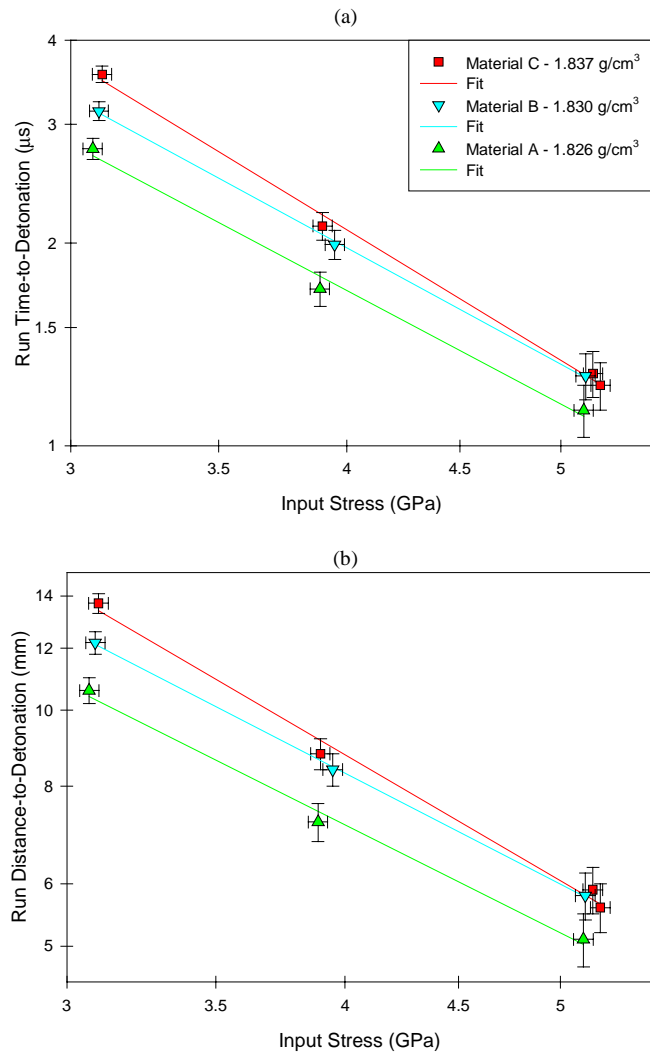 (a)
4
3
2
1.5
1
Run Time-to-Detonation (µs)
Material C - 1.837 g/cm³
Fit
Material B - 1.830 g/cm³
Fit
Material A - 1.826 g/cm³
Fit
3
3.5
4
4.5
5
Input Stress (GPa)
(b)
14
12
10
8
6
5
Run Distance-to-Detonation (mm)
3
3.5
4
4.5
5
Input Stress (GPa)